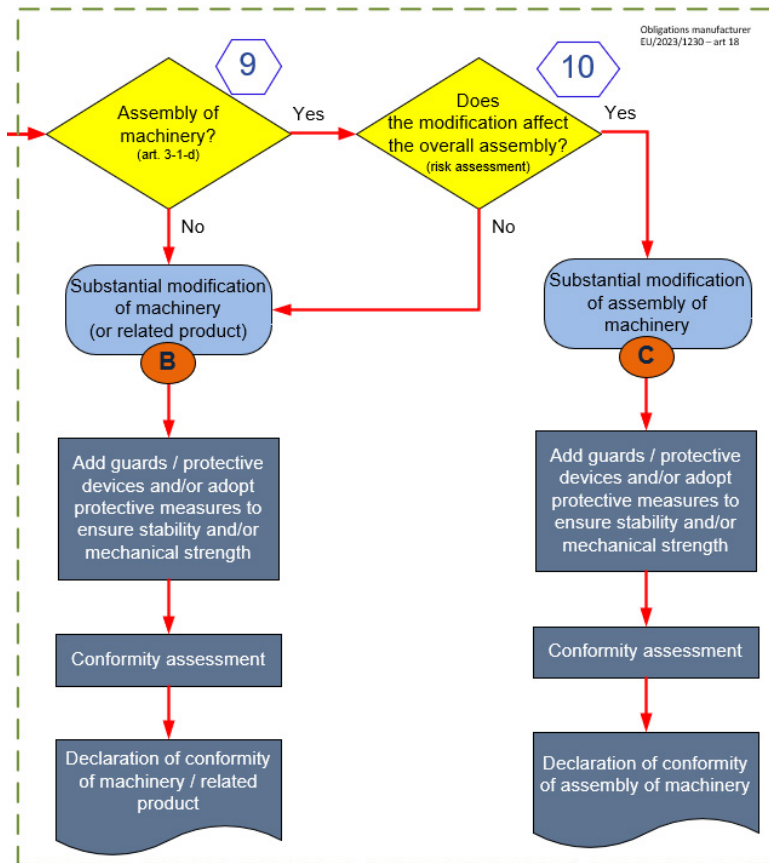 Obligations manufacturer
EU/2023/1230 – art 18
9
10
Assembly of
machinery?
(art. 3-1-d)
Yes
Does
the modification affect
the overall assembly?
(risk assessment)
Yes
No
No
Substantial modification
of machinery
(or related product)
B
Substantial modification
of assembly of
machinery
C
Add guards / protective
devices and/or adopt
protective measures to
ensure stability and/or
mechanical strength
Add guards / protective
devices and/or adopt
protective measures to
ensure stability and/or
mechanical strength
Conformity assessment
Conformity assessment
Declaration of conformity
of machinery / related
product
Declaration of conformity
of assembly of machinery